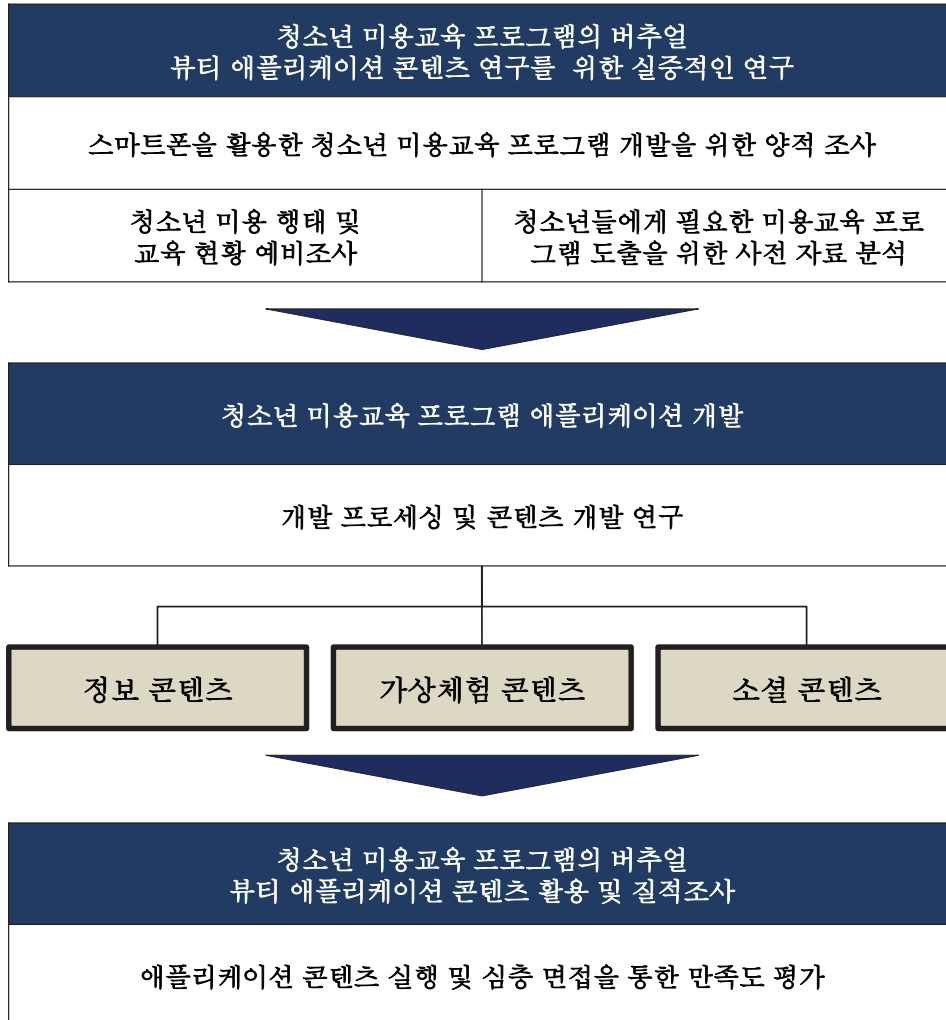 청소년 미용교육 프로그램의 버추얼
뷰티 애플리케이션 콘텐츠 연구를 위한 실증적인 연구
스마트폰을 활용한 청소년 미용교육 프로그램 개발을 위한 양적 조사
청소년 미용 행태 및
교육 현황 예비조사
청소년들에게 필요한 미용교육 프로
그램 도출을 위한 사전 자료 분석
청소년 미용교육 프로그램 애플리케이션 개발
개발 프로세싱 및 콘텐츠 개발 연구
정보 콘텐츠
가상체험 콘텐츠
소셜 콘텐츠
청소년 미용교육 프로그램의 버추얼
뷰티 애플리케이션 콘텐츠 활용 및 질적조사
애플리케이션 콘텐츠 실행 및 심층 면접을 통한 만족도 평가